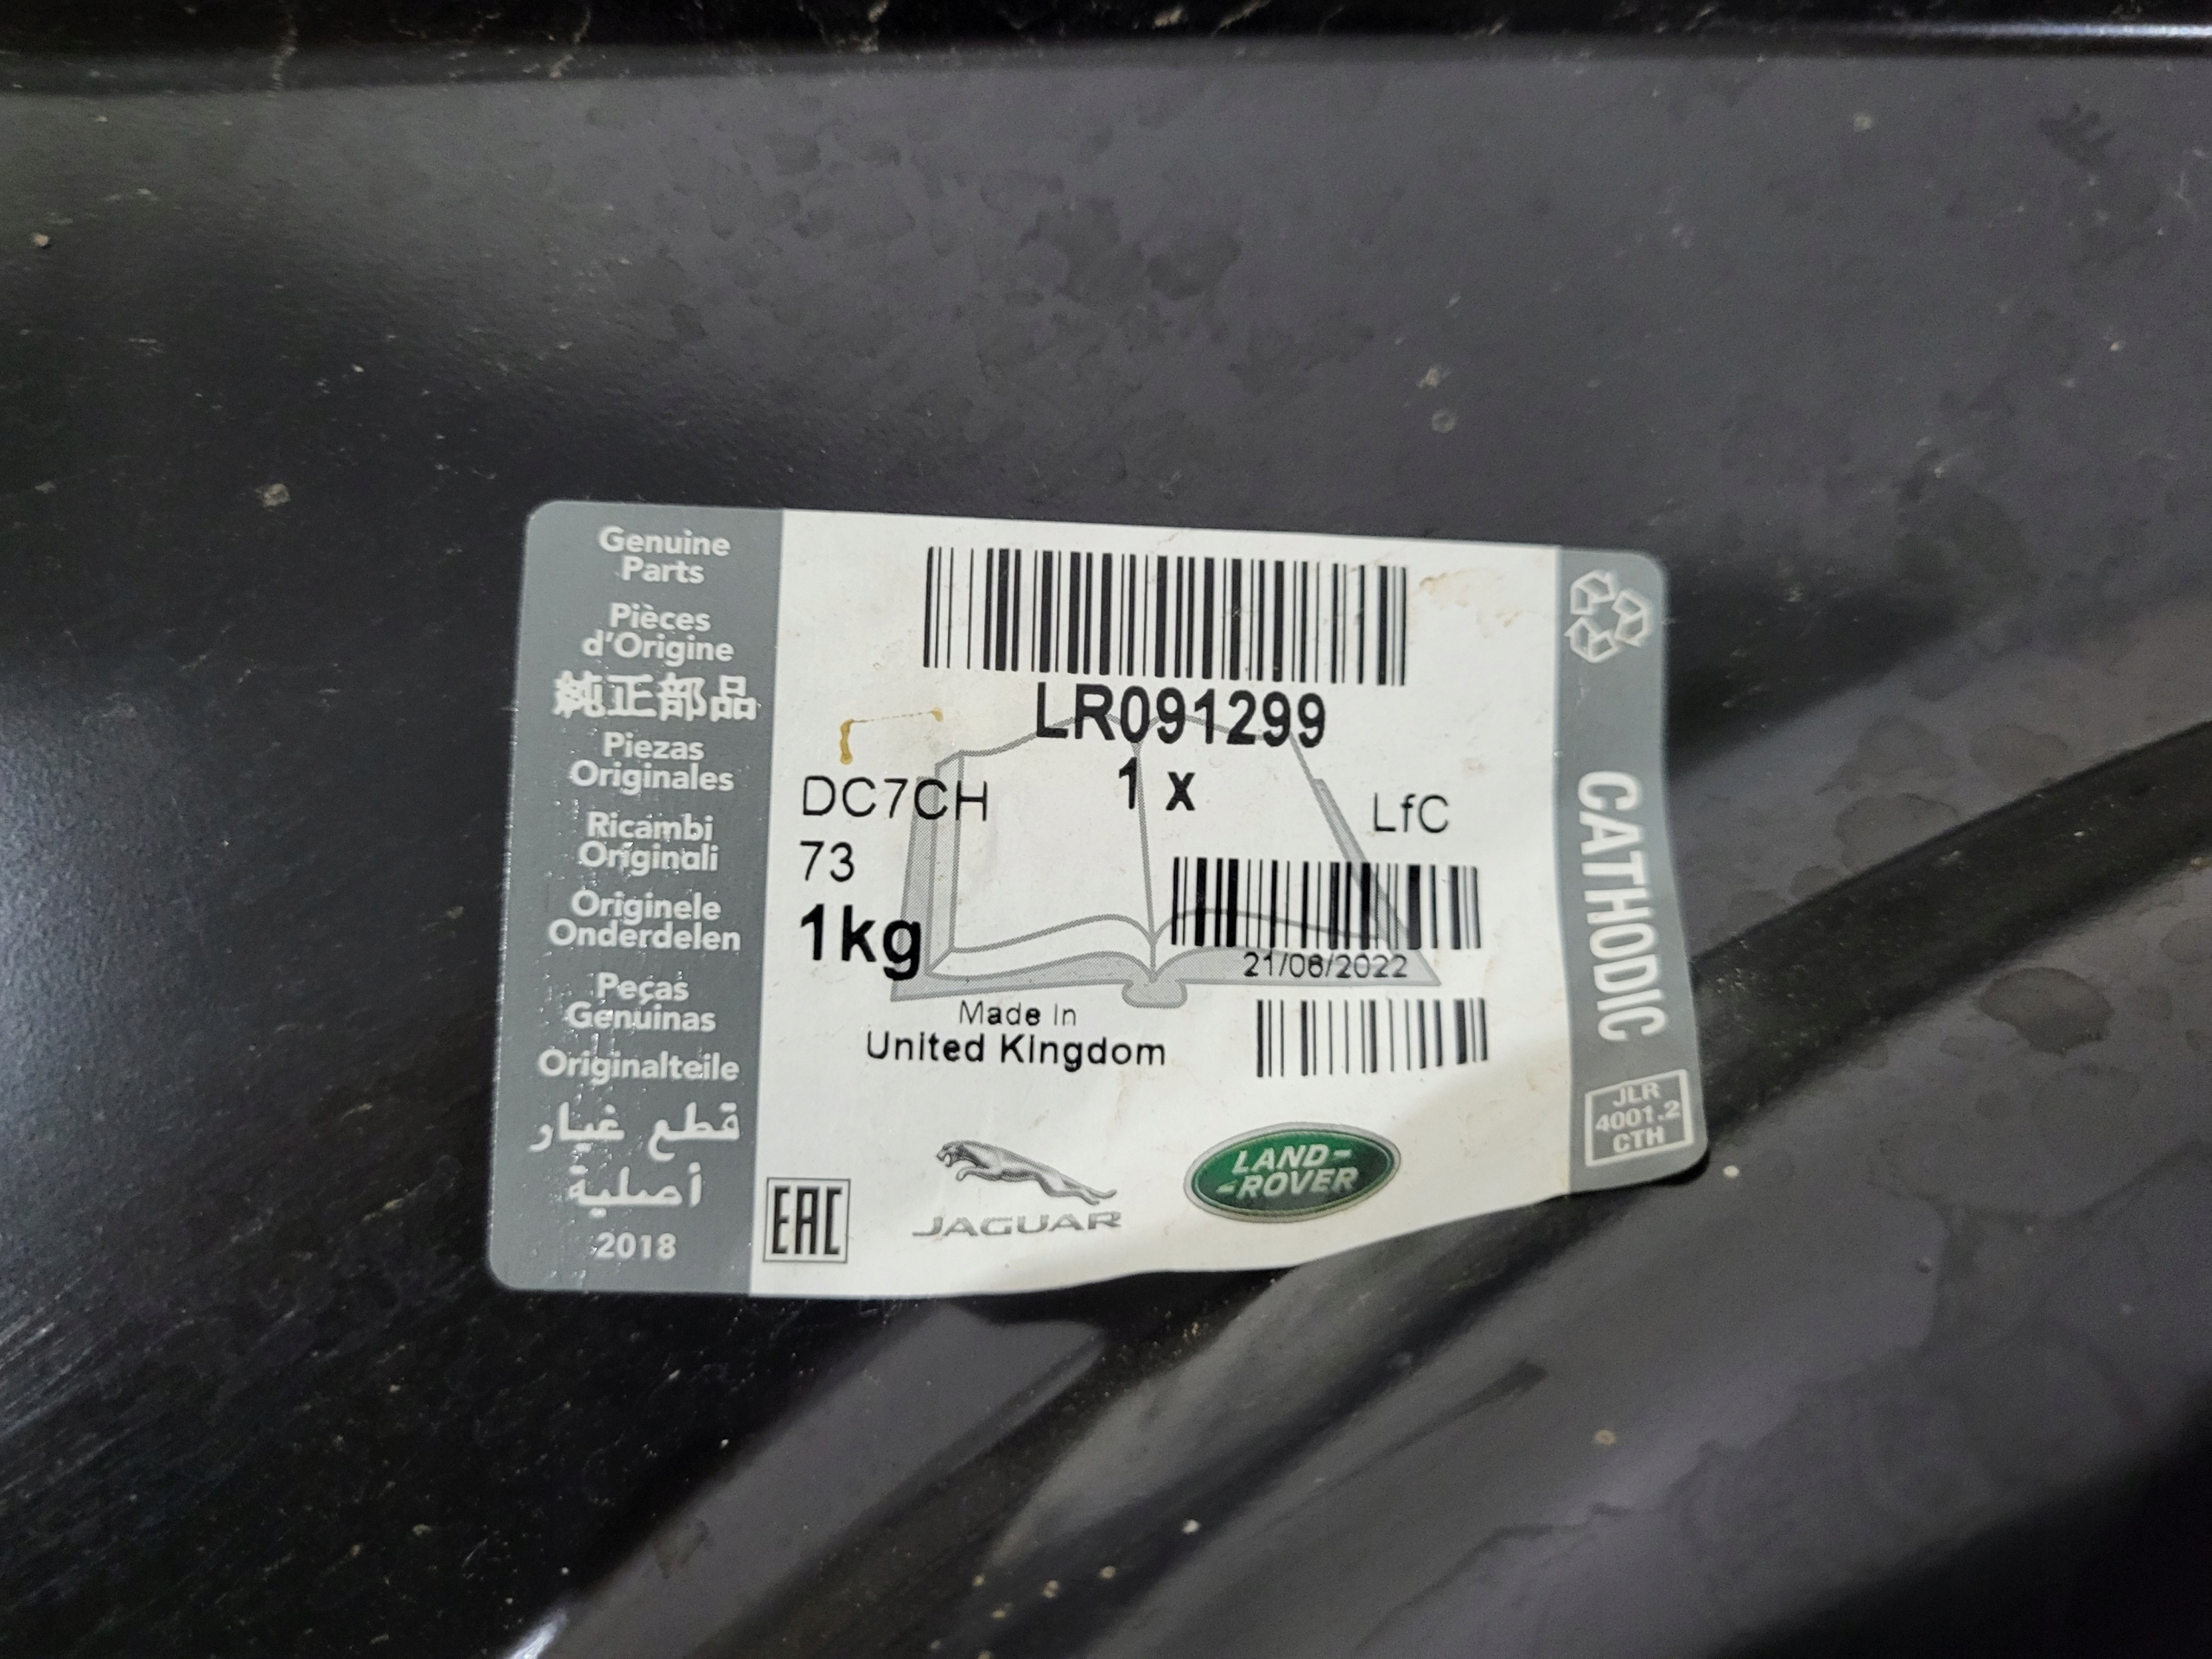 Genuine
Parts
Pièces
d'Origine
純正部品
Piezas
Originales
Ricambi
Originali
Originele
Onderdelen
Peças
Genuínas
Originalteile
قطع غيار
أصلية
2018
LR091299
1 x
DC7CH
LfC
73
1kg
21/06/2022
Made In
United Kingdom
EAC
JAGUAR
LAND-
-ROVER
CATHODIC
JLR
4001.2
CTH